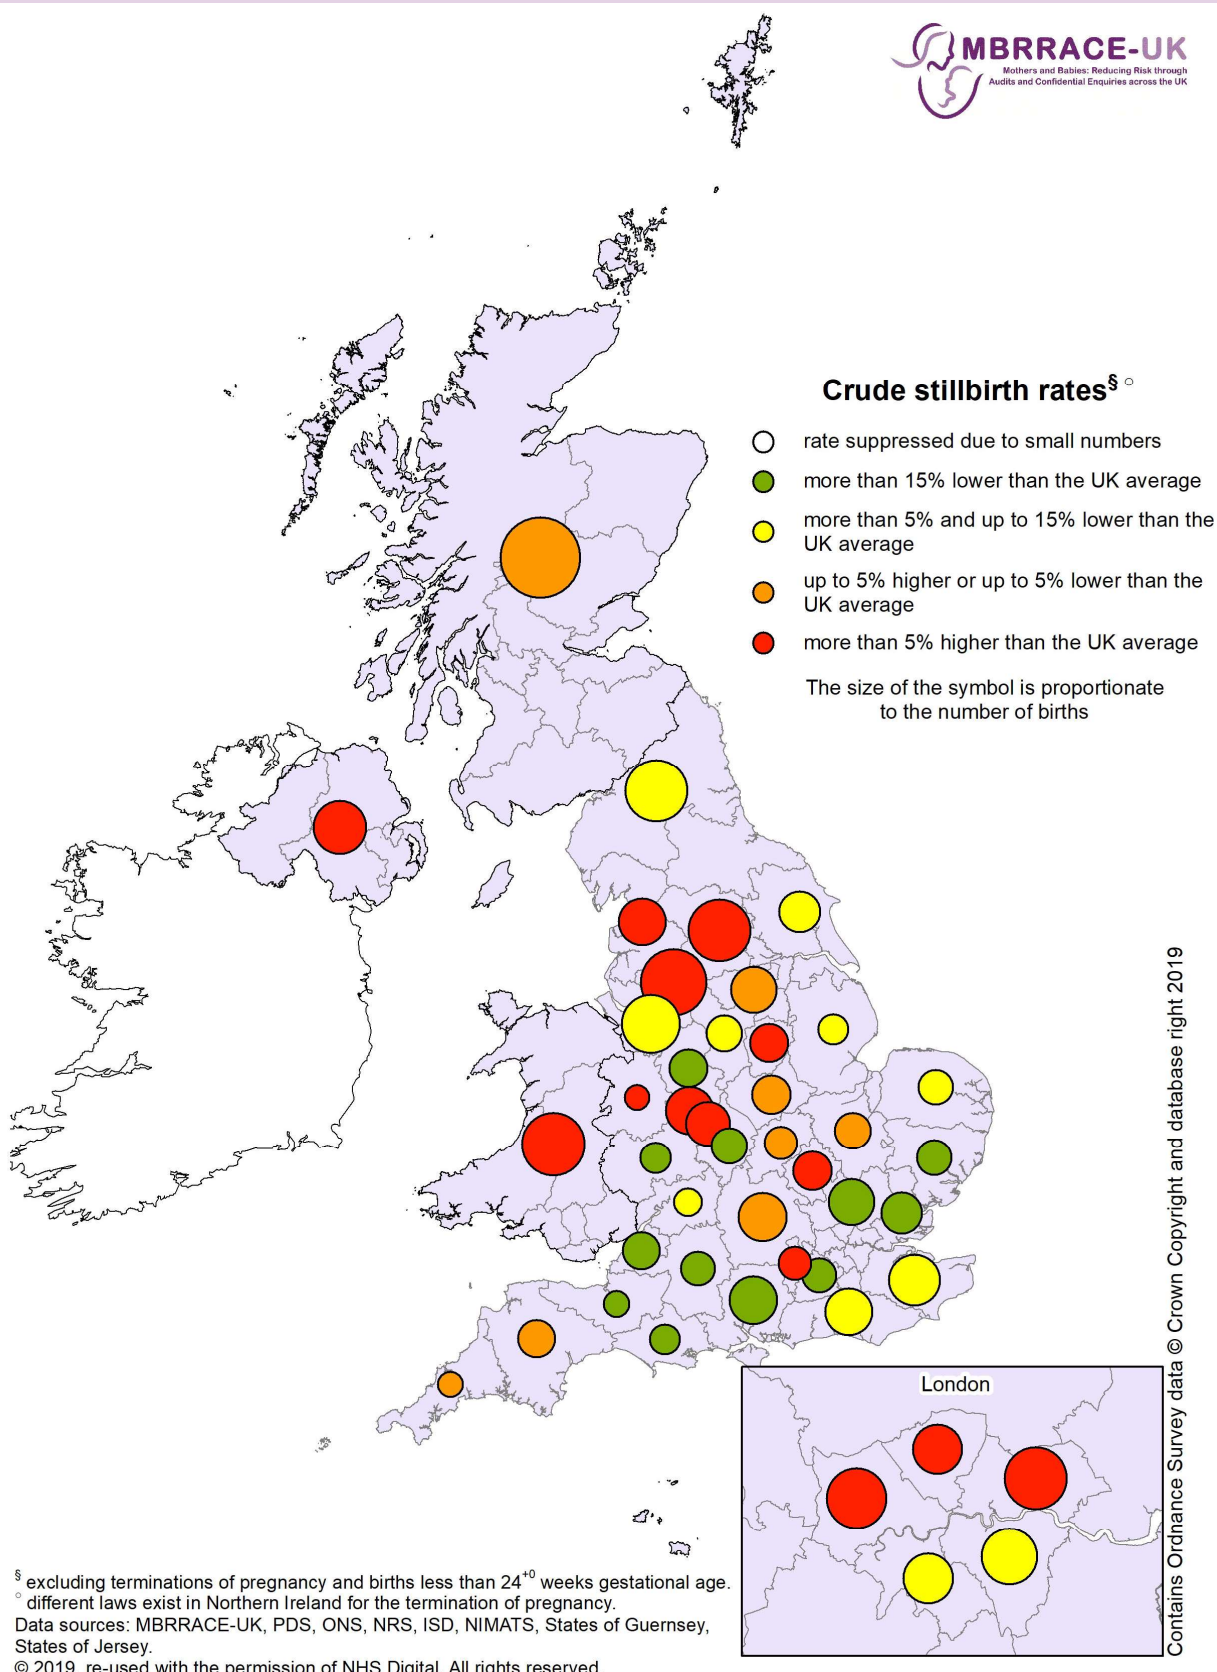 MBRRACE-UK
Mothers and Babies: Reducing Risk through
Audits and Confidential Enquiries across the UK
Crude stillbirth rates§ ○
rate suppressed due to small numbers
more than 15% lower than the UK average
more than 5% and up to 15% lower than the
UK average
up to 5% higher or up to 5% lower than the
UK average
more than 5% higher than the UK average
The size of the symbol is proportionate
to the number of births
London
Contains Ordnance Survey data © Crown Copyright and database right 2019
§ excluding terminations of pregnancy and births less than 24+0 weeks gestational age.
○ different laws exist in Northern Ireland for the termination of pregnancy.
Data sources: MBRRACE-UK, PDS, ONS, NRS, ISD, NIMATS, States of Guernsey,
States of Jersey.
© 2019, re-used with the permission of NHS Digital. All rights reserved.